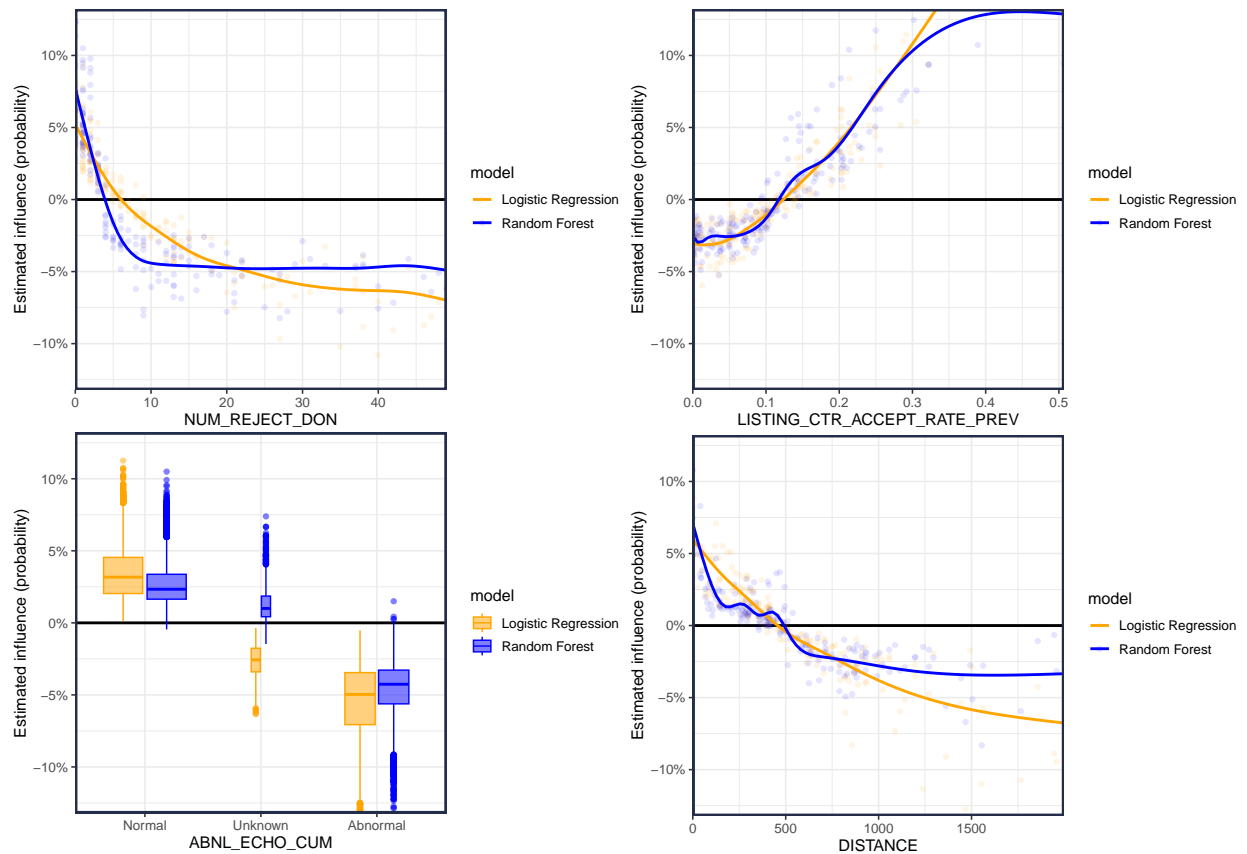 Estimated influence (probability)
10%
5%
0%
−5%
−10%
0 10 20 30 40
NUM_REJECT_DON
model
Logistic Regression
Random Forest
Estimated influence (probability)
10%
5%
0%
−5%
−10%
0.0 0.1 0.2 0.3 0.4 0.5
LISTING_CTR_ACCEPT_RATE_PREV
model
Logistic Regression
Random Forest
Estimated influence (probability)
10%
5%
0%
−5%
−10%
Normal Unknown Abnormal
ABNL_ECHO_CUM
model
Logistic Regression
Random Forest
Estimated influence (probability)
10%
5%
0%
−5%
−10%
0 500 1000 1500
DISTANCE
model
Logistic Regression
Random Forest